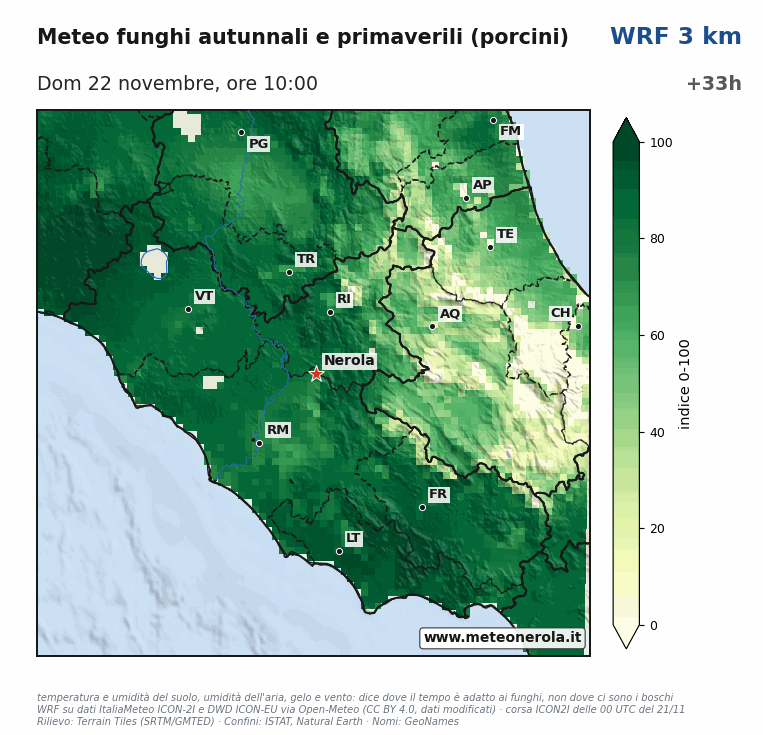 Meteo funghi autunnali e primaverili (porcini)
WRF 3 km
Dom 22 novembre, ore 10:00
+33h
FM
PG
AP
TE
TR
VT
RI
AQ
CH
Nerola
RM
FR
LT
www.meteonerola.it
100
80
60
40
20
0
indice 0-100
temperatura e umidità del suolo, umidità dell'aria, gelo e vento: dice dove il tempo è adatto ai funghi, non dove ci sono i boschi
WRF su dati ItaliaMeteo ICON-2I e DWD ICON-EU via Open-Meteo (CC BY 4.0, dati modificati) · corsa ICON2I delle 00 UTC del 21/11
Rilievo: Terrain Tiles (SRTM/GMTED) · Confini: ISTAT, Natural Earth · Nomi: GeoNames